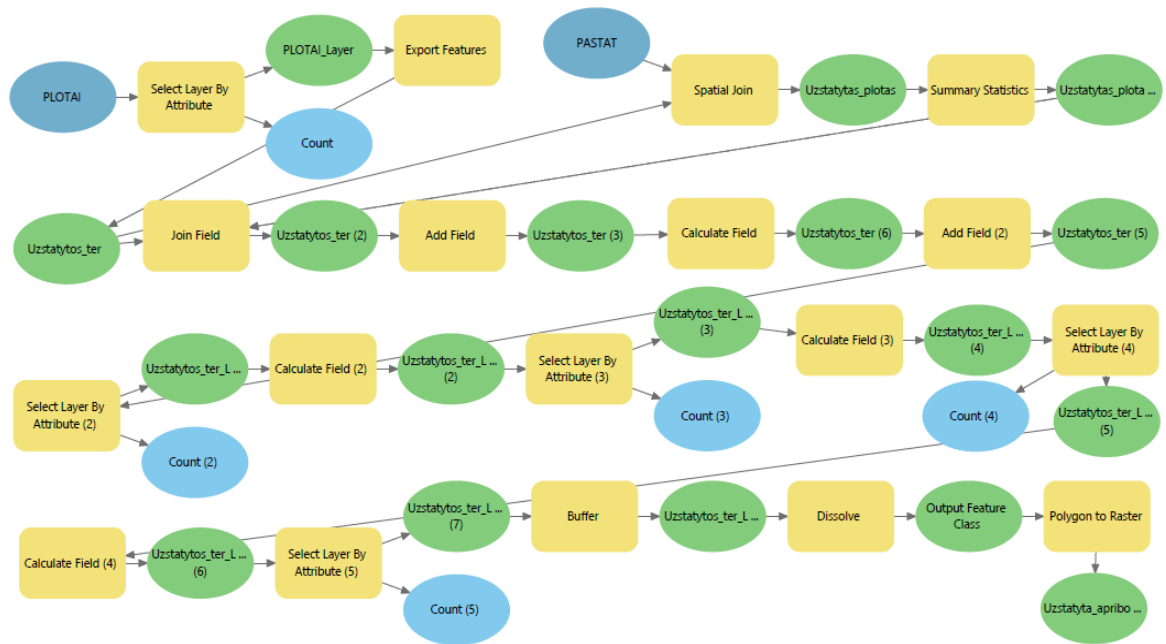 PLOTAI
Select Layer By
Attribute
PLOTAI_Layer
Count
Export Features
PASTAT
Spatial Join
Uzstatytas_plotas
Summary Statistics
Uzstatytas_plota ...
Uzstatytos_ter
Join Field
Uzstatytos_ter (2)
Add Field
Uzstatytos_ter (3)
Calculate Field
Uzstatytos_ter (6)
Add Field (2)
Uzstatytos_ter (5)
Select Layer By
Attribute (2)
Uzstatytos_ter_L ...
Count (2)
Calculate Field (2)
Uzstatytos_ter_L ...
(2)
Select Layer By
Attribute (3)
Uzstatytos_ter_L ...
(3)
Count (3)
Calculate Field (3)
Uzstatytos_ter_L ...
(4)
Select Layer By
Attribute (4)
Count (4)
Uzstatytos_ter_L ...
(5)
Calculate Field (4)
Uzstatytos_ter_L ...
(6)
Select Layer By
Attribute (5)
Uzstatytos_ter_L ...
(7)
Count (5)
Buffer
Uzstatytos_ter_L ...
Dissolve
Output Feature
Class
Polygon to Raster
Uzstatyta_apribo ...